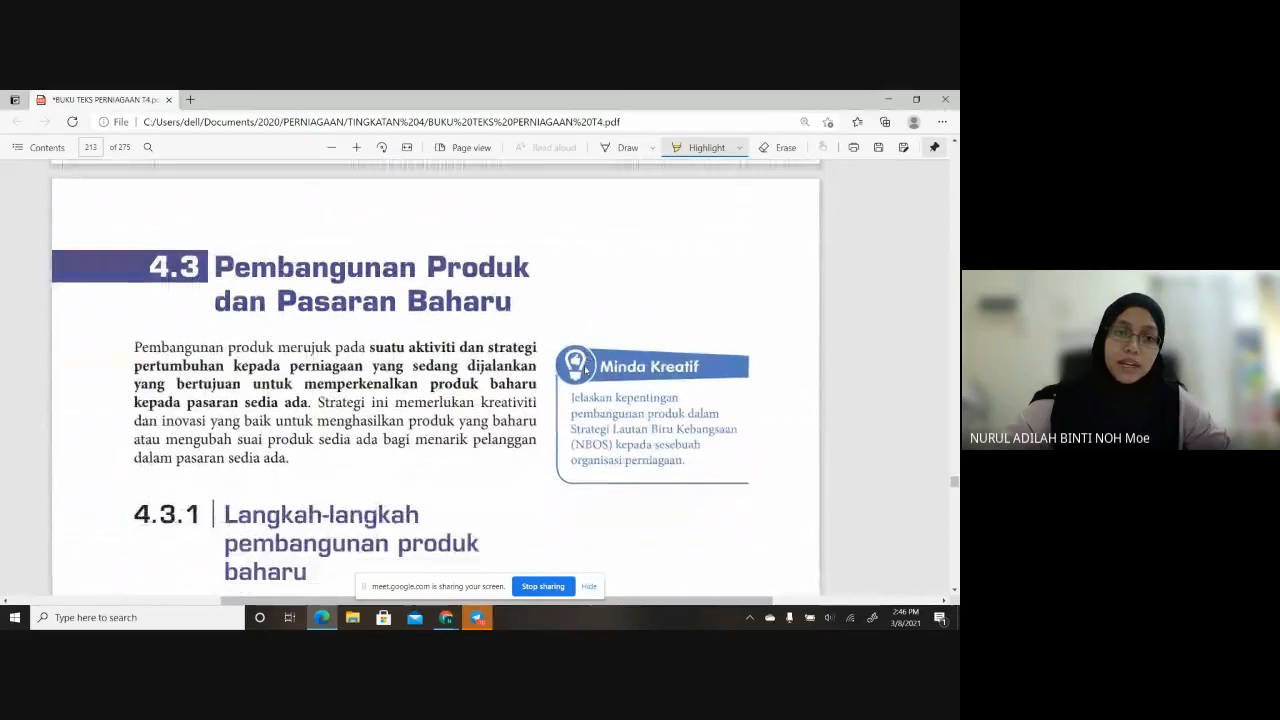 *BUKU TEKS PERNIAGAAN T4.pd
File
C:/Users/dell/Documents/2020/PERNIAGAAN/TINGKATAN%204/BUKU%20TEKS%20PERNIAGAAN%20T4.pdf
Contents 213 of 275 Page view Read aloud Draw Highlight Erase
4.3 Pembangunan Produk
dan Pasaran Baharu
Pembangunan produk merujuk pada suatu aktiviti dan strategi
pertumbuhan kepada perniagaan yang sedang dijalankan
yang bertujuan untuk memperkenalkan produk baharu
kepada pasaran sedia ada. Strategi ini memerlukan kreativiti
dan inovasi yang baik untuk menghasilkan produk yang baharu
atau mengubah suai produk sedia ada bagi menarik pelanggan
dalam pasaran sedia ada.
Minda Kreatif
Jelaskan kepentingan
pembangunan produk dalam
Strategi Lautan Biru Kebangsaan
(NBOS) kepada sesebuah
organisasi perniagaan.
4.3.1 Langkah-langkah
pembangunan produk
baharu
meet.google.com is sharing your screen. Stop sharing Hide
Type here to search
2:46 PM
3/8/2021
NURUL ADILAH BINTI NOH Moe